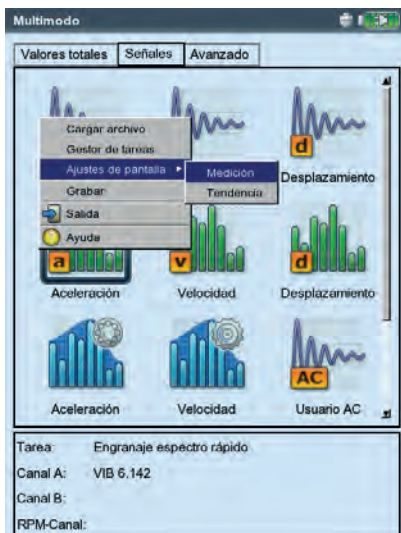 Multimodo
Valores totales Señales Avanzado
d
Cargar archivo
Gestor de tareas
Ajustes de pantalla Medición Desplazamiento
Grabar Tendencia
Salida
Ayuda
a v d
Aceleración Velocidad Desplazamiento
AC
Aceleración Velocidad Usuario AC
Tarea: Engranaje espectro rápido
Canal A: VIB 6.142
Canal B:
RPM-Canal: